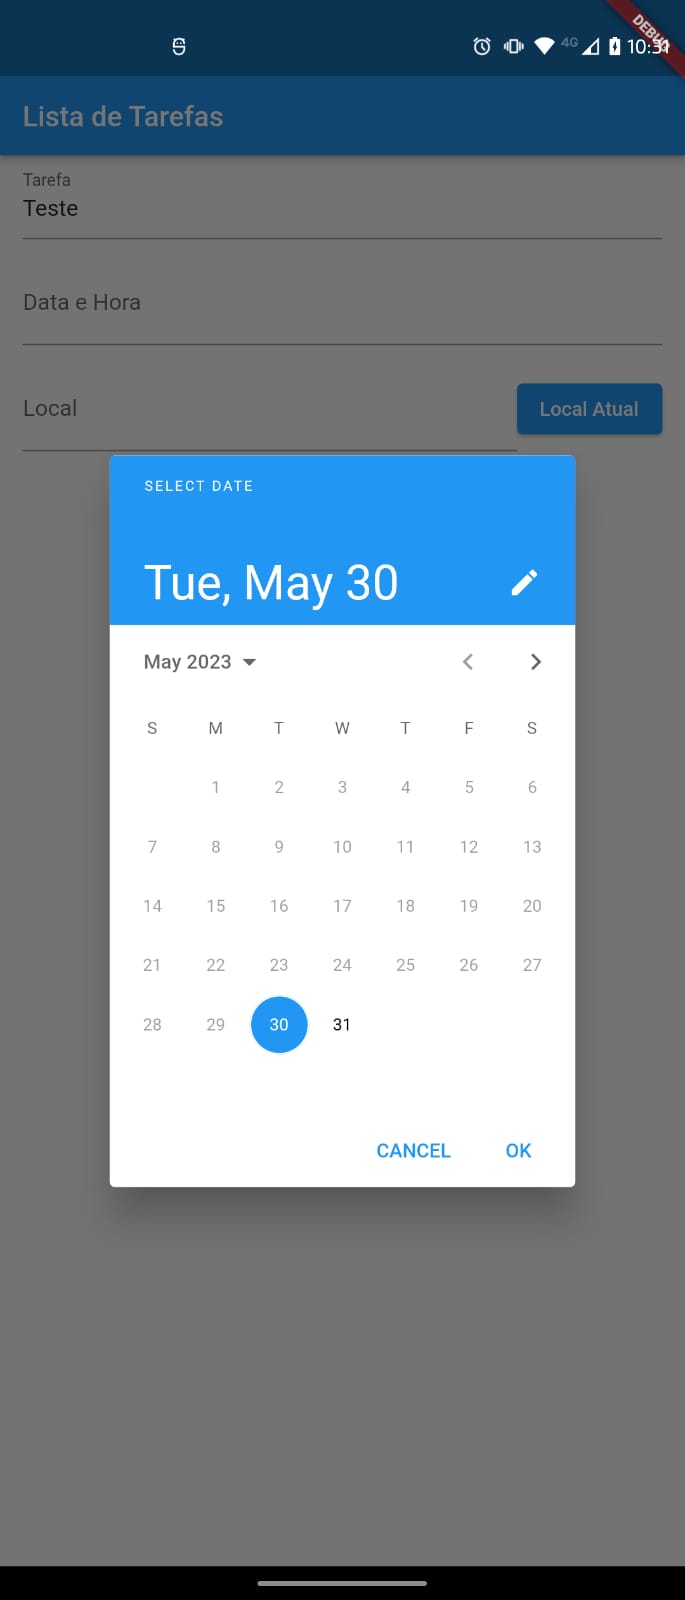 4G 10:31
DEBUG
Lista de Tarefas
Tarefa
Teste
Data e Hora
Local
Local Atual
SELECT DATE
Tue, May 30
May 2023
S M T W T F S
1 2 3 4 5 6
7 8 9 10 11 12 13
14 15 16 17 18 19 20
21 22 23 24 25 26 27
28 29 30 31
CANCEL OK